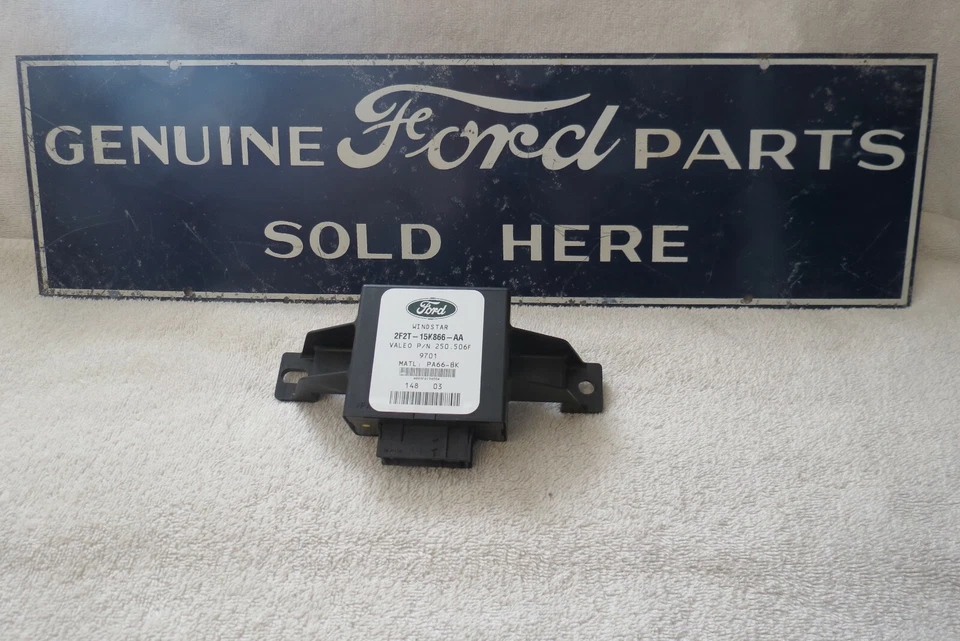 GENUINE Ford PARTS
SOLD HERE
Ford
WINDSTAR
2F2T-15K866-AA
VALEO P/N 250.506F
9701
MATL: PA66-BK
148 03